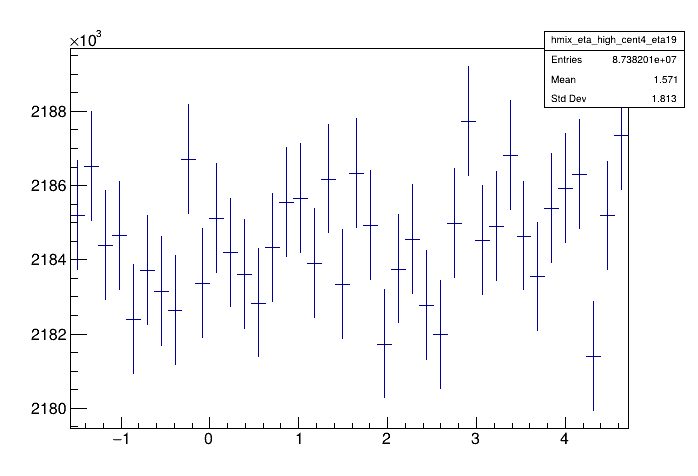 ×10³
hmix_eta_high_cent4_eta19
Entries 8.738201e+07
Mean 1.571
Std Dev 1.813
2188
2186
2184
2182
2180
−1 0 1 2 3 4